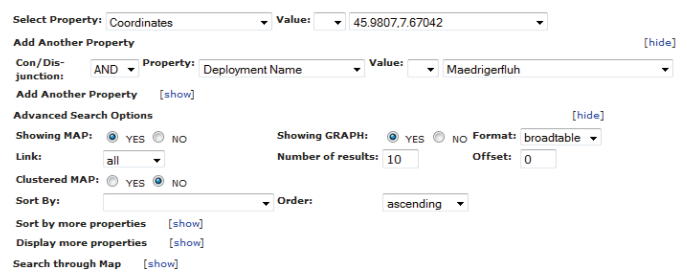 Select Property: Coordinates Value: 45.9807,7.67042
Add Another Property [hide]
Con/Dis-junction: AND Property: Deployment Name Value: Maedrigerfluh
Add Another Property [show]
Advanced Search Options [hide]
Showing MAP: YES NO Showing GRAPH: YES NO Format: broadtable
Link: all Number of results: 10 Offset: 0
Clustered MAP: YES NO
Sort By: Order: ascending
Sort by more properties [show]
Display more properties [show]
Search through Map [show]